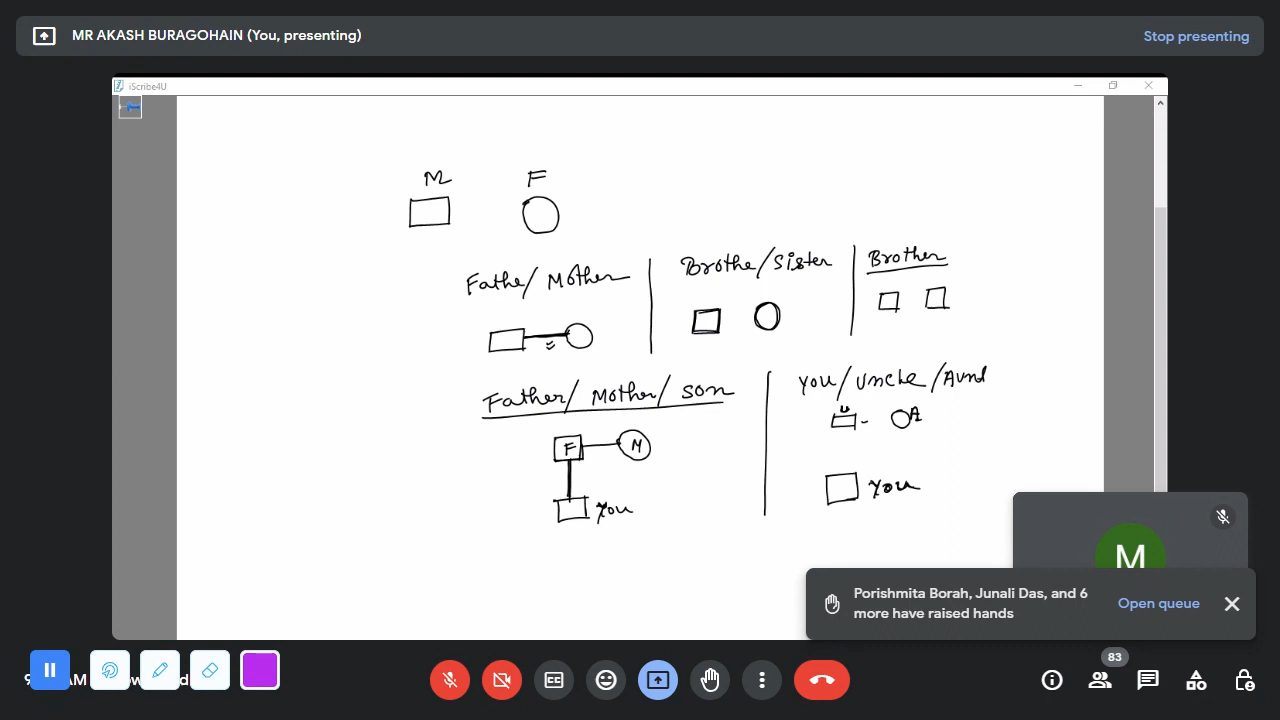 MR AKASH BURAGOHAIN (You, presenting)
Stop presenting
iScribe4U
M F
Fathe/Mother
Brothe/Sister
Brother
Father/Mother/son
F M
You
You/Uncle/Aunt
U A
You
M
Porishmita Borah, Junali Das, and 6
more have raised hands
Open queue
83